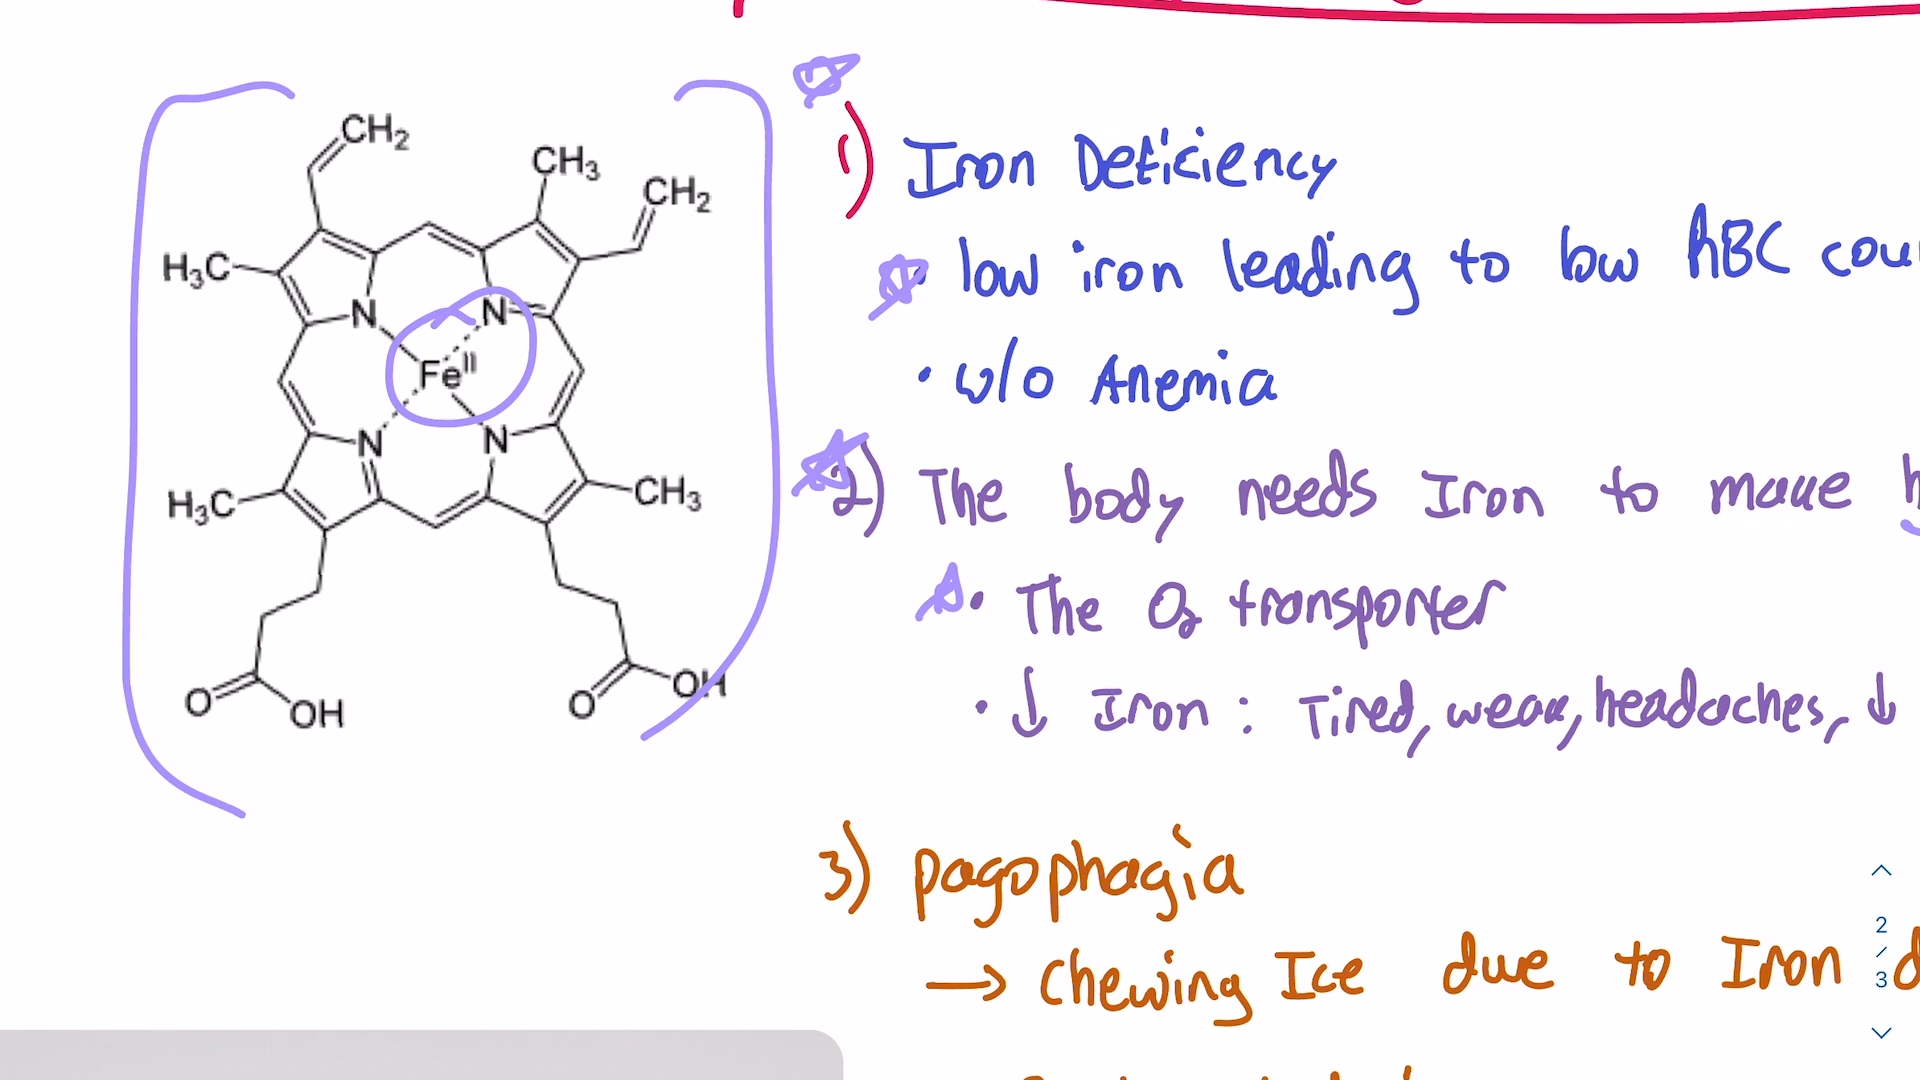 CH2
CH3
CH2
H3C
N
N
FeII
N
N
H3C
CH3
O
OH
O
OH
1) Iron Deficiency
• low iron leading to low RBC cou
• w/o Anemia
2) The body needs Iron to make h
• The O2 transporter
• ↓ Iron : Tired, weak, headaches, ↓
3) pagophagia
→ Chewing Ice due to Iron d
2
/
3